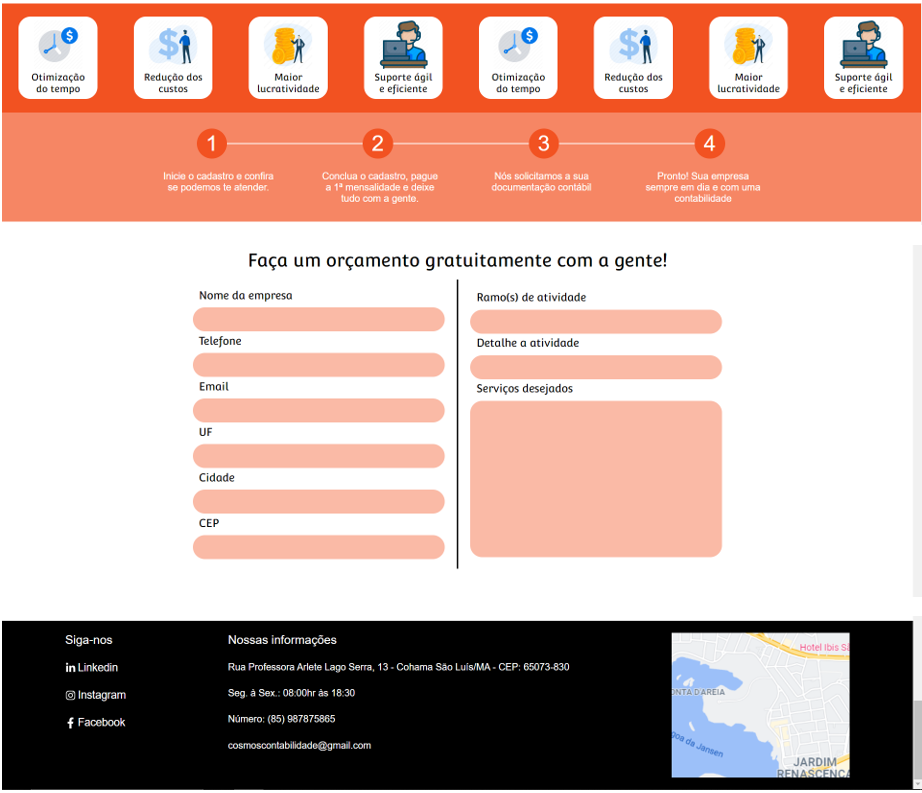 Otimização
do tempo
Redução dos
custos
Maior
lucratividade
Suporte ágil
e eficiente
Otimização
do tempo
Redução dos
custos
Maior
lucratividade
Suporte ágil
e eficiente
1
2
3
4
Inicie o cadastro e confira
se podemos te atender.
Conclua o cadastro, pague
a 1ª mensalidade e deixe
tudo com a gente.
Nós solicitamos a sua
documentação contábil
Pronto! Sua empresa
sempre em dia e com uma
contabilidade
Faça um orçamento gratuitamente com a gente!
Nome da empresa
Telefone
Email
UF
Cidade
CEP
Ramo(s) de atividade
Detalhe a atividade
Serviços desejados
Siga-nos
Linkedin
Instagram
Facebook
Nossas informações
Rua Professora Arlete Lago Serra, 13 - Cohama São Luís/MA - CEP: 65073-830
Seg. à Sex.: 08:00hr ás 18:30
Número: (85) 987875865
cosmoscontabilidade@gmail.com
Hotel Ibis Sã
ONTA D'AREIA
goa da Jansen
JARDIM
RENASCENÇA